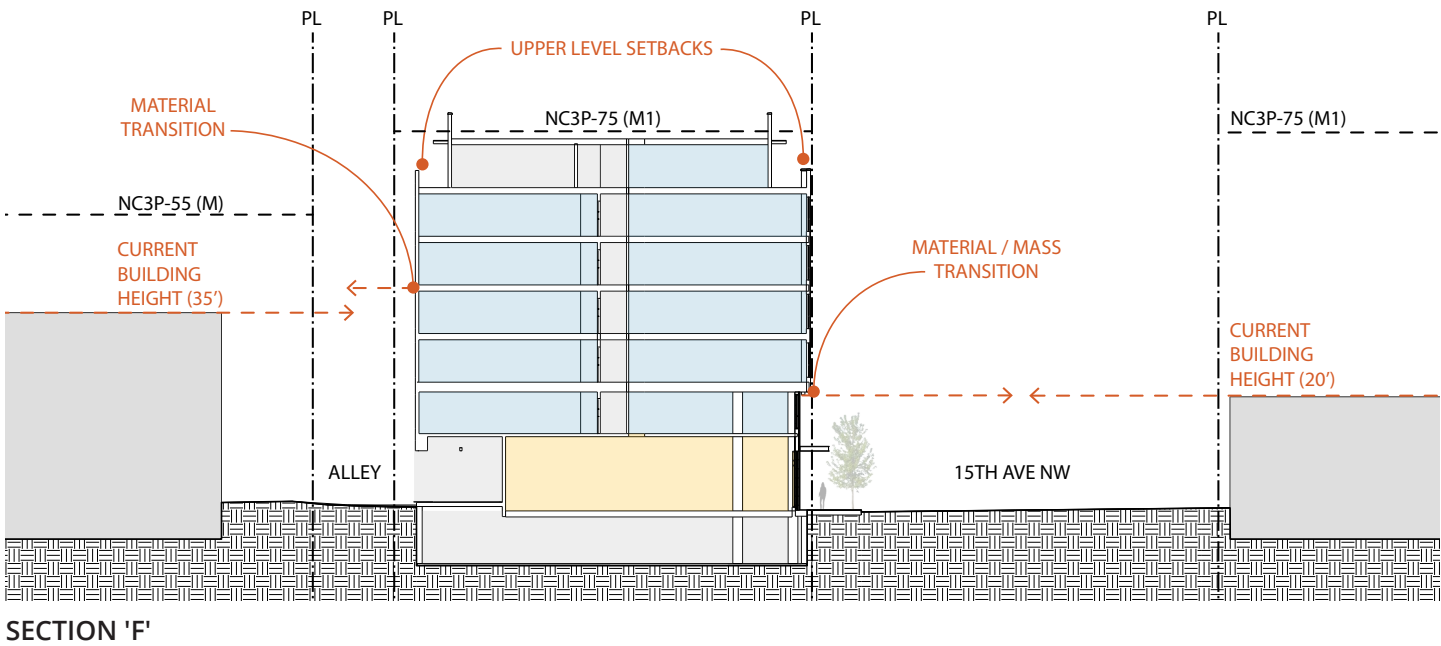 PL
PL
PL
PL
UPPER LEVEL SETBACKS
MATERIAL
TRANSITION
NC3P-75 (M1)
NC3P-75 (M1)
NC3P-55 (M)
CURRENT
BUILDING
HEIGHT (35’)
MATERIAL / MASS
TRANSITION
CURRENT
BUILDING
HEIGHT (20’)
ALLEY
15TH AVE NW
SECTION 'F'